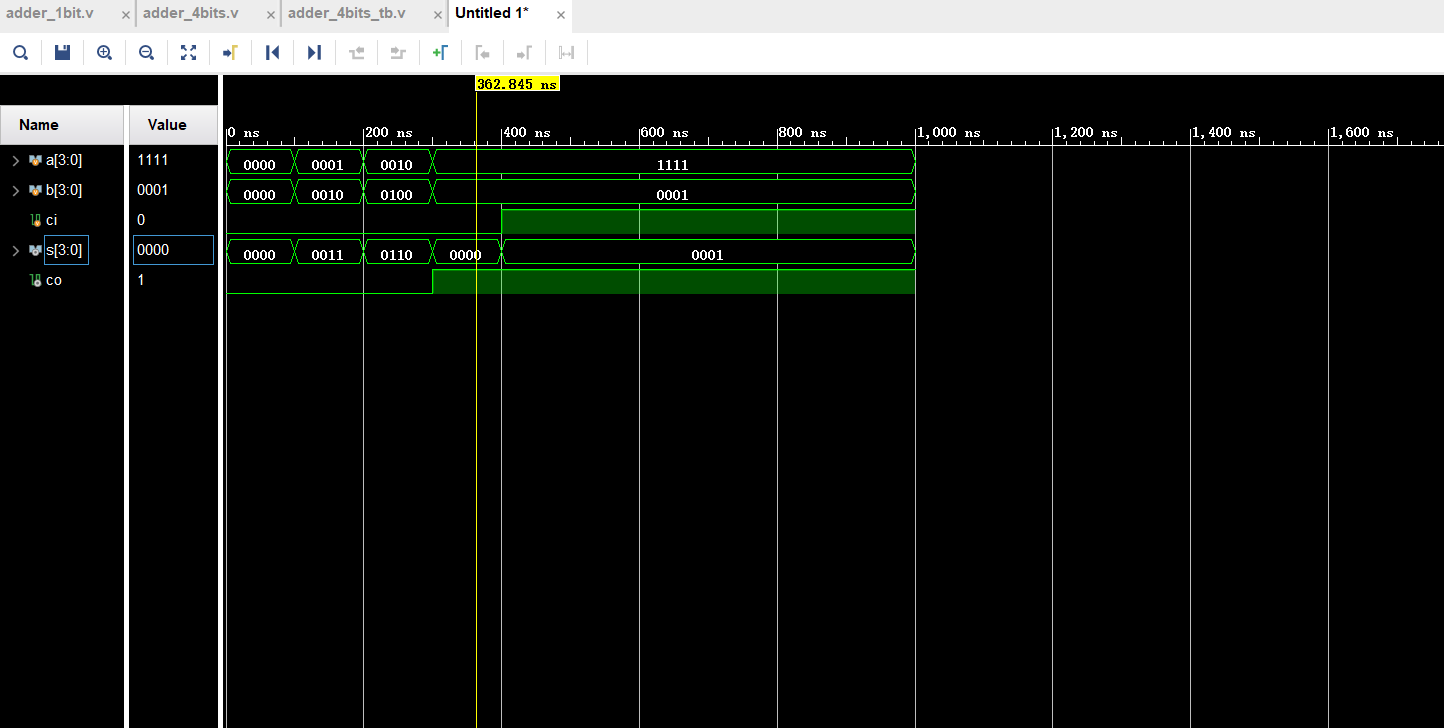 adder_1bit.v × adder_4bits.v × adder_4bits_tb.v × Untitled 1* ×
362.845 ns
Name Value
0 ns 200 ns 400 ns 600 ns 800 ns 1,000 ns 1,200 ns 1,400 ns 1,600 ns
a[3:0] 1111 0000 0001 0010 1111
b[3:0] 0001 0000 0010 0100 0001
ci 0
s[3:0] 0000 0000 0011 0110 0000 0001
co 1